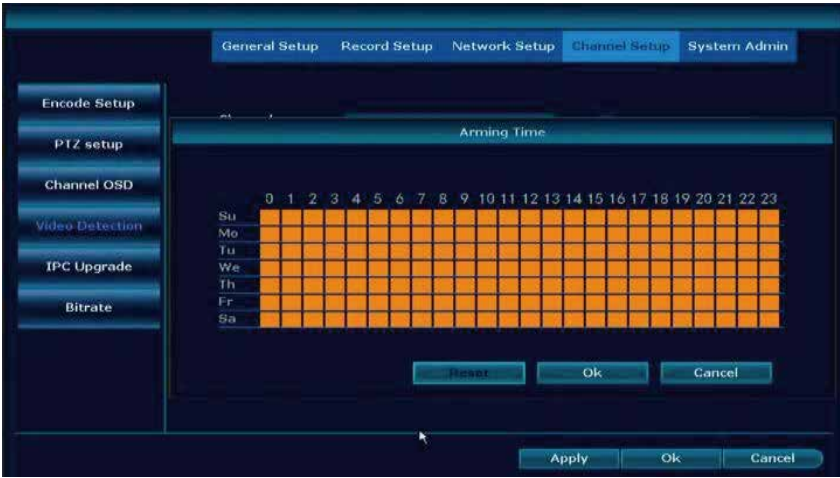 General Setup Record Setup Network Setup Channel Setup System Admin
Encode Setup
PTZ setup
Channel OSD
Video Detection
IPC Upgrade
Bitrate
Arming Time
0 1 2 3 4 5 6 7 8 9 10 11 12 13 14 15 16 17 18 19 20 21 22 23
Su
Mo
Tu
We
Th
Fr
Sa
Reset Ok Cancel
Apply Ok Cancel